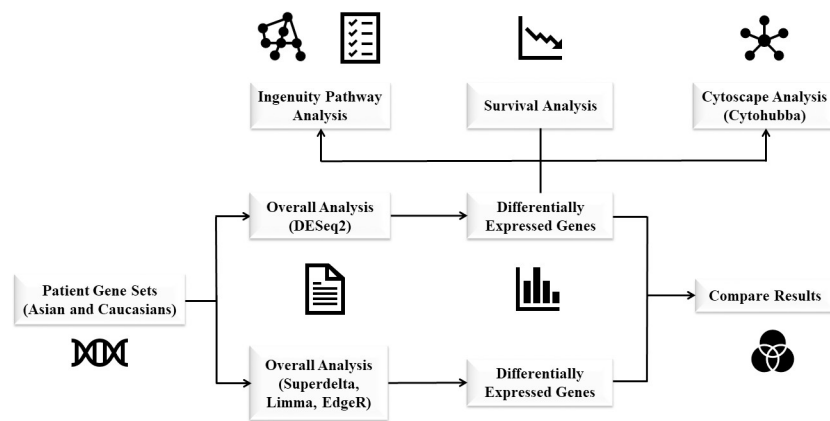 Ingenuity Pathway
Analysis
Survival Analysis
Cytoscape Analysis
(Cytohubba)
Overall Analysis
(DESeq2)
Differentially
Expressed Genes
Patient Gene Sets
(Asian and Caucasians)
Compare Results
Overall Analysis
(Superdelta,
Limma, EdgeR)
Differentially
Expressed Genes